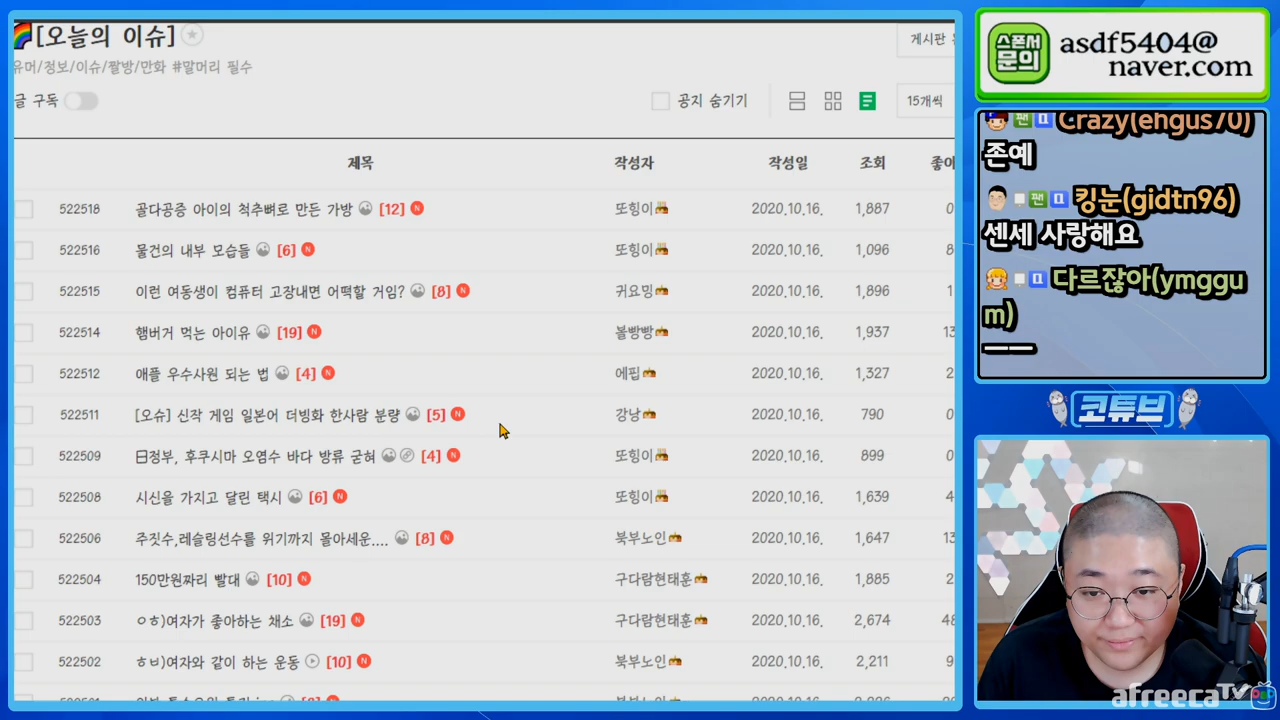 [오늘의 이슈]
유머/정보/이슈/짤방/만화 #말머리 필수
글 구독
공지 숨기기
15개씩
게시판
제목 작성자 작성일 조회 좋아
522518 골다공증 아이의 척추뼈로 만든 가방 [12] N 또힝이 2020.10.16. 1,887 0
522516 물건의 내부 모습들 [6] N 또힝이 2020.10.16. 1,096 8
522515 이런 여동생이 컴퓨터 고장내면 어떡할 거임? [8] N 귀요밍 2020.10.16. 1,896 1
522514 햄버거 먹는 아이유 [19] N 볼빵빵 2020.10.16. 1,937 13
522512 애플 우수사원 되는 법 [4] N 에핍 2020.10.16. 1,327 2
522511 [오슈] 신작 게임 일본어 더빙화 한사람 분량 [5] N 강낭 2020.10.16. 790 0
522509 日정부, 후쿠시마 오염수 바다 방류 굳혀 [4] N 또힝이 2020.10.16. 899 0
522508 시신을 가지고 달린 택시 [6] N 또힝이 2020.10.16. 1,639 4
522506 주짓수,레슬링선수를 위기까지 몰아세운.... [8] N 북부노인 2020.10.16. 1,647 13
522504 150만원짜리 빨대 [10] N 구다람현태훈 2020.10.16. 1,885 2
522503 ㅇㅎ)여자가 좋아하는 채소 [19] N 구다람현태훈 2020.10.16. 2,674 48
522502 ㅎㅂ)여자와 같이 하는 운동 [10] N 북부노인 2020.10.16. 2,211 9
스폰서
문의
asdf5404@
naver.com
팬 Crazy(ehgus70)
존예
팬 킹눈(gidtn96)
센세 사랑해요
다르잖아(ymggu
m)
ㅡㅡ
코튜브
afreecaTV